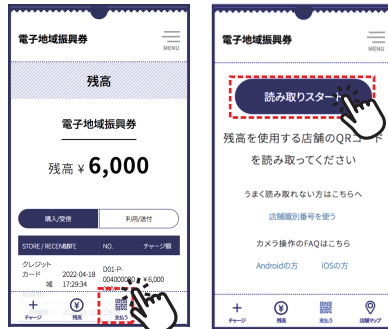 電子地域振興券
MENU
残高
電子地域振興券
残高 ¥ 6,000
購入/受信
利用/送付
STORE / RECEM
NO.
チャージ額
クレジット
カード
域
2022-04-18
17:29:34
D01-P-
004000000
¥6,000
チャージ
残高
支払う
電子地域振興券
MENU
読み取りスタート
残高を使用する店舗のQRコード
を読み取ってください
うまく読み取れない方はこちらへ
店舗識別番号を使う
カメラ操作のFAQはこちら
Androidの方
iOSの方
チャージ
残高
支払う
店舗マップ